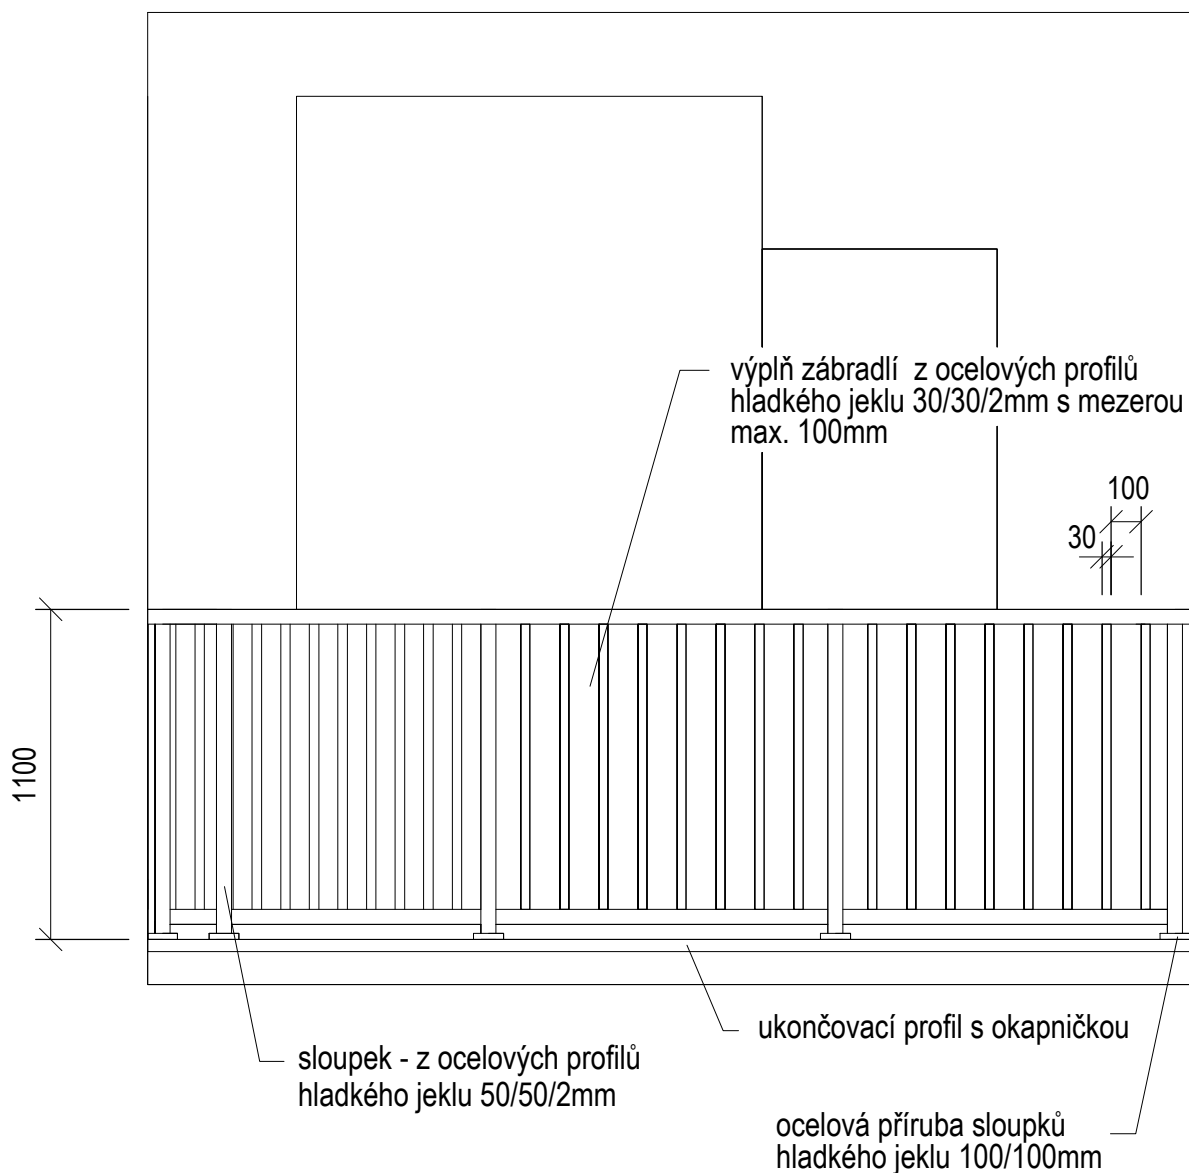 výplň zábradlí z ocelových profilů
hladkého jeklu 30/30/2mm s mezerou
max. 100mm
100
30
1100
ukončovací profil s okapničkou
sloupek - z ocelových profilů
hladkého jeklu 50/50/2mm
ocelová příruba sloupků
hladkého jeklu 100/100mm